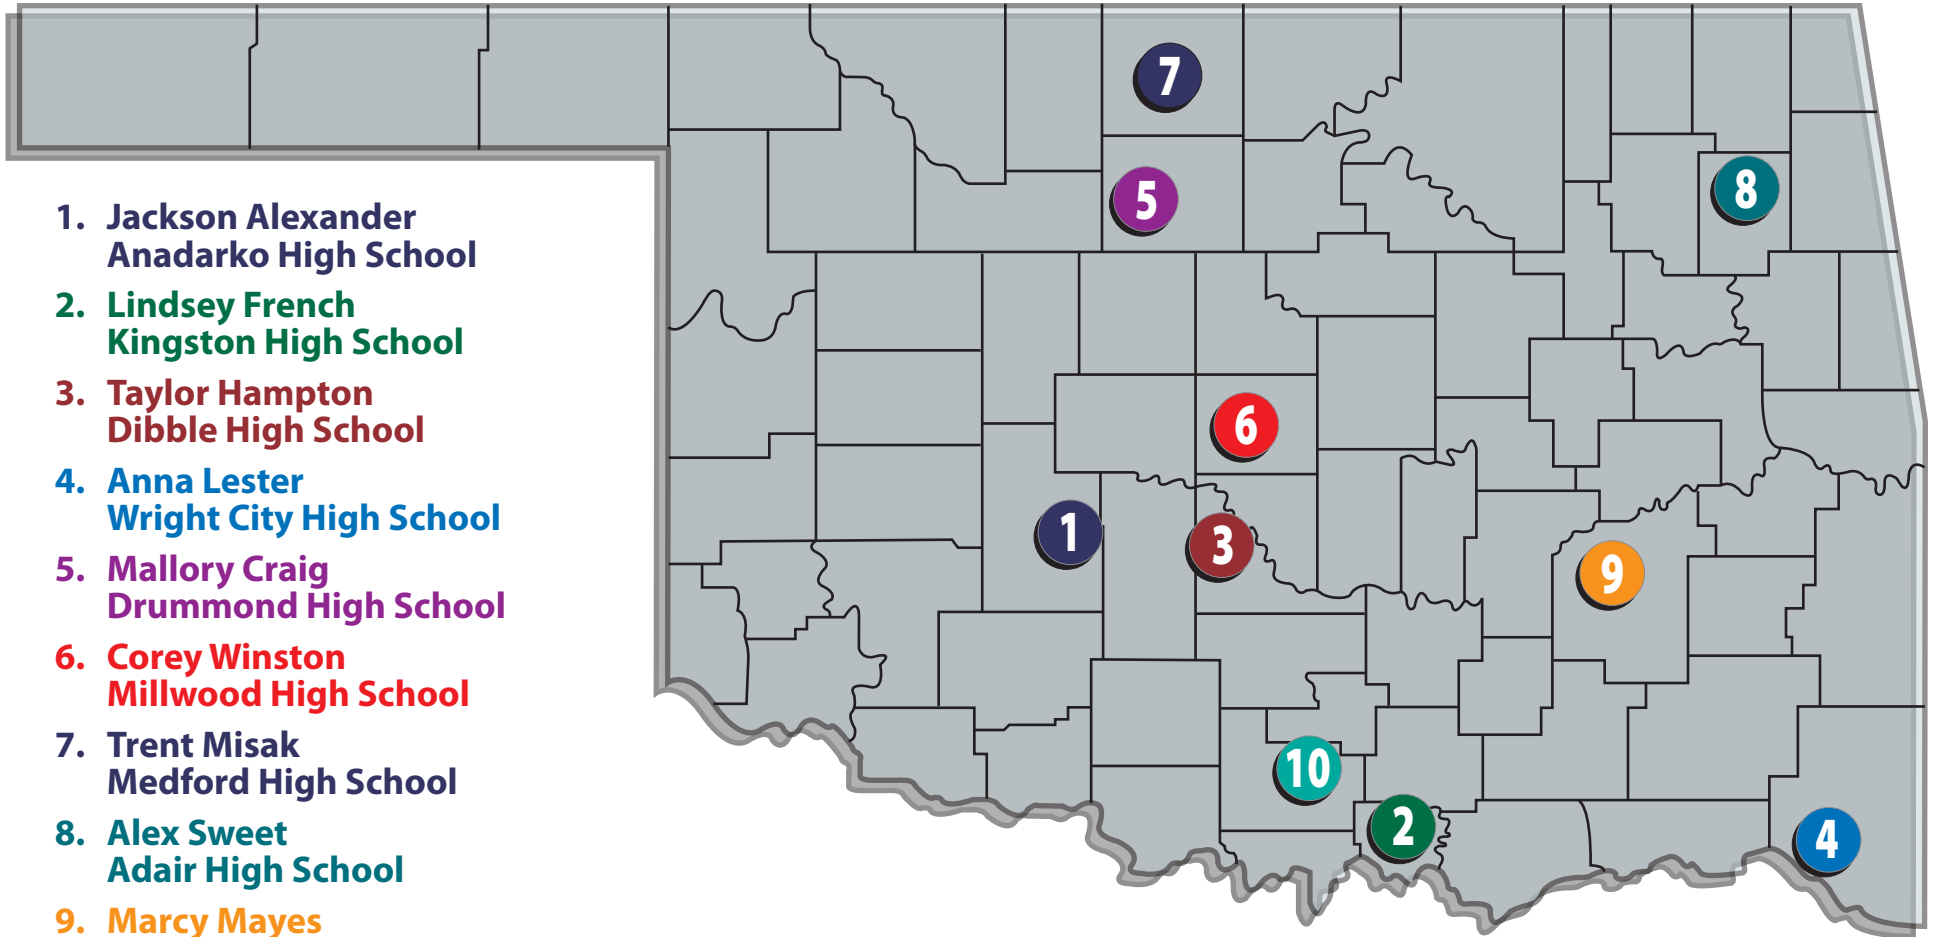 1. Jackson Alexander
Anadarko High School
2. Lindsey French
Kingston High School
3. Taylor Hampton
Dibble High School
4. Anna Lester
Wright City High School
5. Mallory Craig
Drummond High School
6. Corey Winston
Millwood High School
7. Trent Misak
Medford High School
8. Alex Sweet
Adair High School
9. Marcy Mayes
7
5
8
6
1
3
9
10
2
4